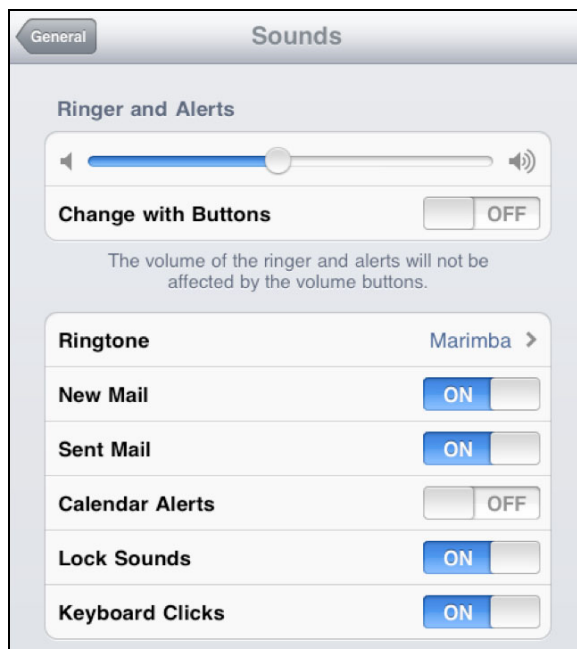 General Sounds
Ringer and Alerts
Change with Buttons OFF
The volume of the ringer and alerts will not be
affected by the volume buttons.
Ringtone Marimba
New Mail ON
Sent Mail ON
Calendar Alerts OFF
Lock Sounds ON
Keyboard Clicks ON